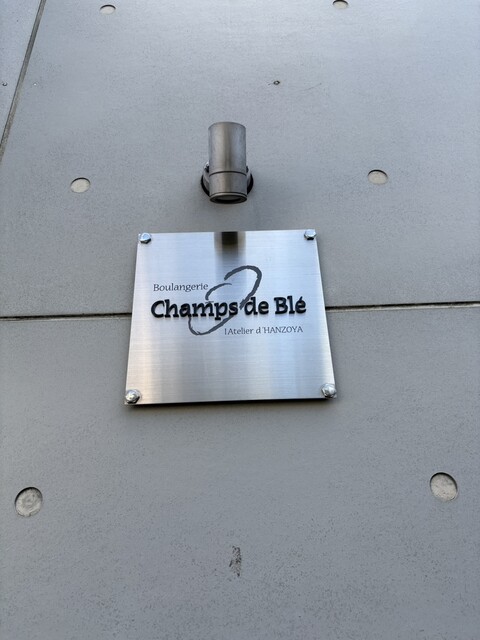 Boulangerie
Champs de Blé
l'Atelier d'HANZOYA